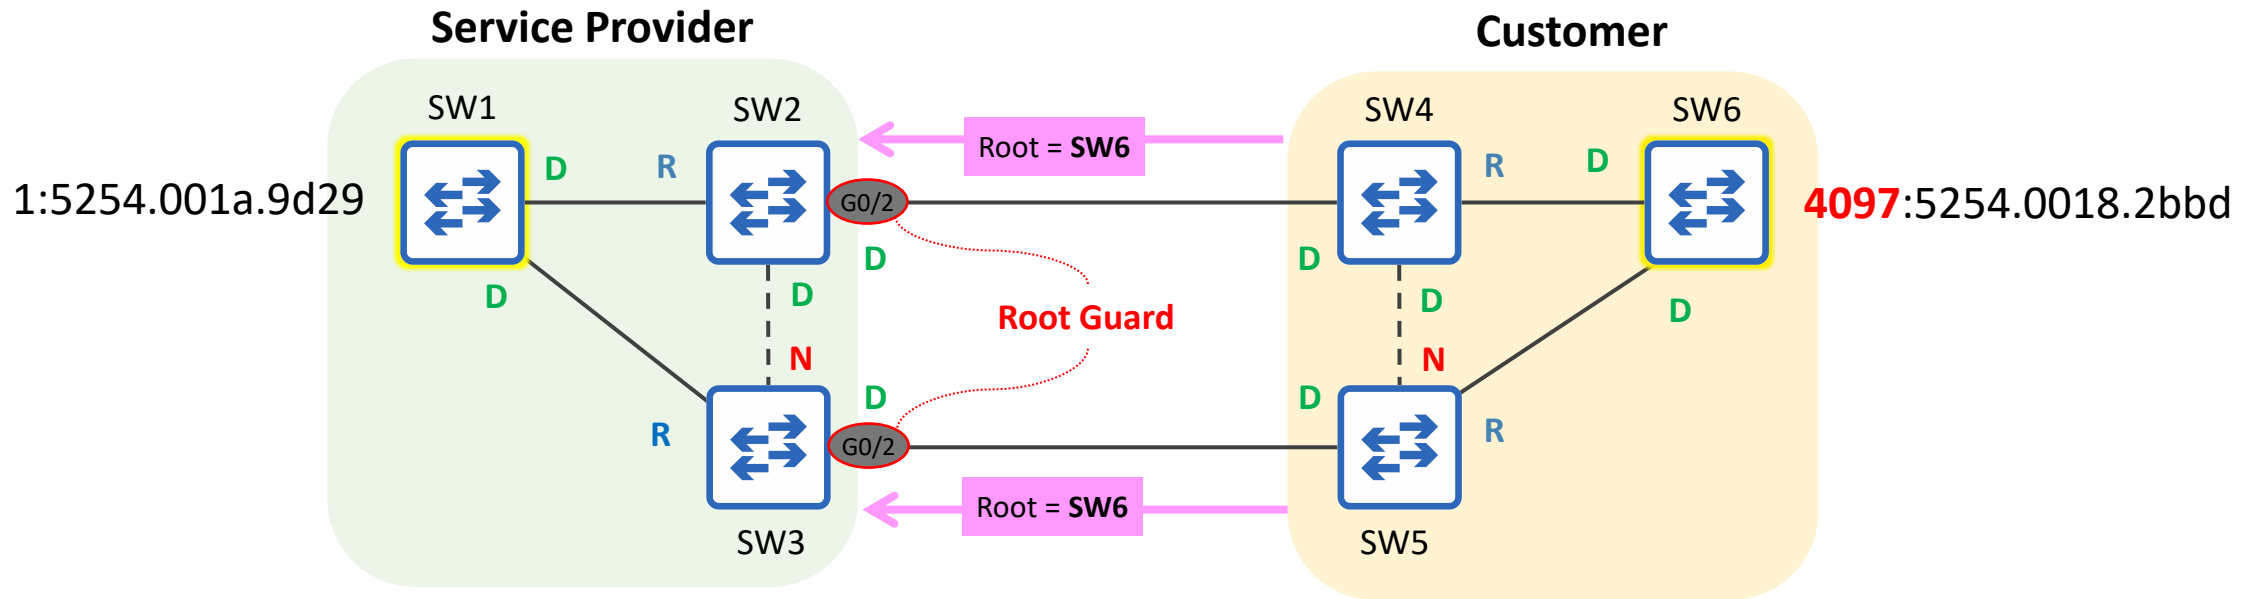 Service Provider
Customer
SW1
SW2
SW4
SW6
Root = SW6
D
R
R
D
1:5254.001a.9d29
G0/2
4097:5254.0018.2bbd
D
D
D
D
D
D
Root Guard
N
N
D
D
R
R
G0/2
Root = SW6
SW3
SW5